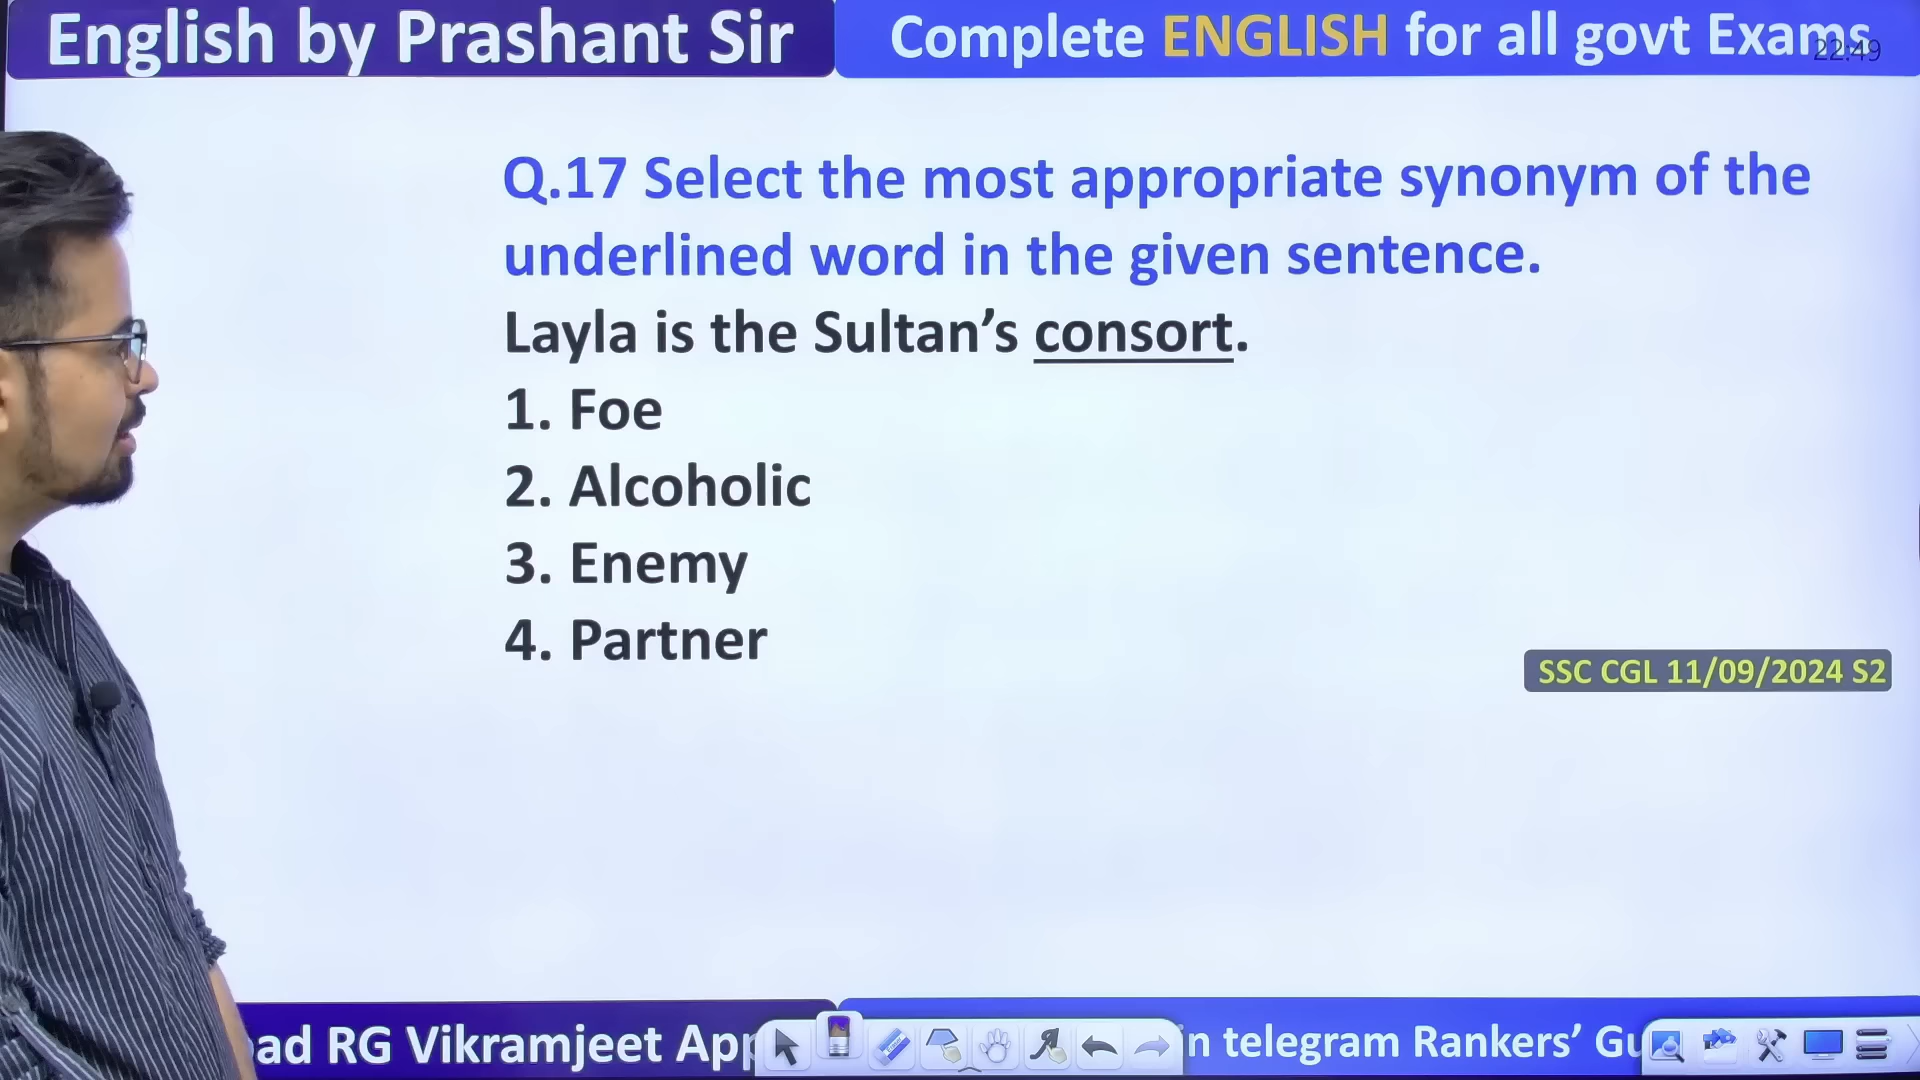 English by Prashant Sir
Complete ENGLISH for all govt Exams
22:49
Q.17 Select the most appropriate synonym of the
underlined word in the given sentence.
Layla is the Sultan’s consort.
1. Foe
2. Alcoholic
3. Enemy
4. Partner
SSC CGL 11/09/2024 S2
RG Vikramjeet App
telegram Rankers’